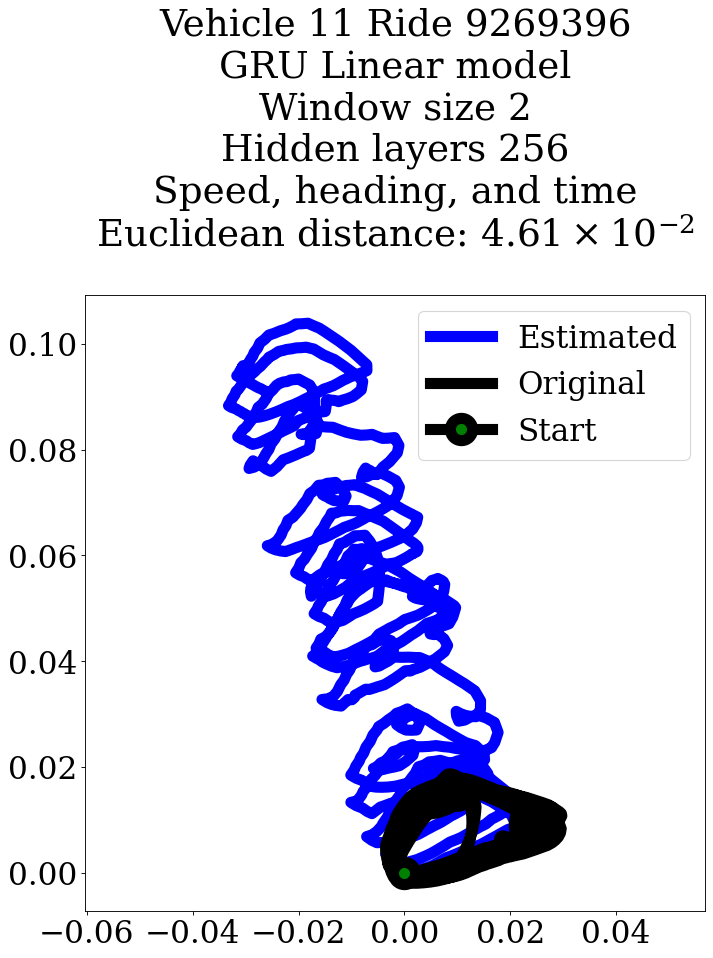 Vehicle 11 Ride 9269396
GRU Linear model
Window size 2
Hidden layers 256
Speed, heading, and time
Euclidean distance: 4.61 × 10⁻²
Estimated
Original
Start
0.10
0.08
0.06
0.04
0.02
0.00
−0.06 −0.04 −0.02 0.00 0.02 0.04